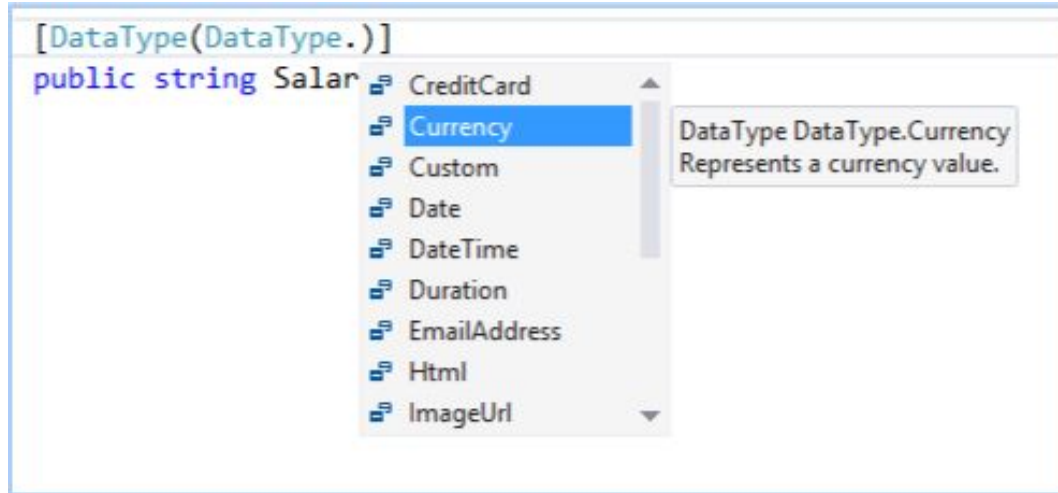 [DataType(DataType.)]
public string Salar
CreditCard
Currency
DataType DataType.Currency
Represents a currency value.
Custom
Date
DateTime
Duration
EmailAddress
Html
ImageUrl